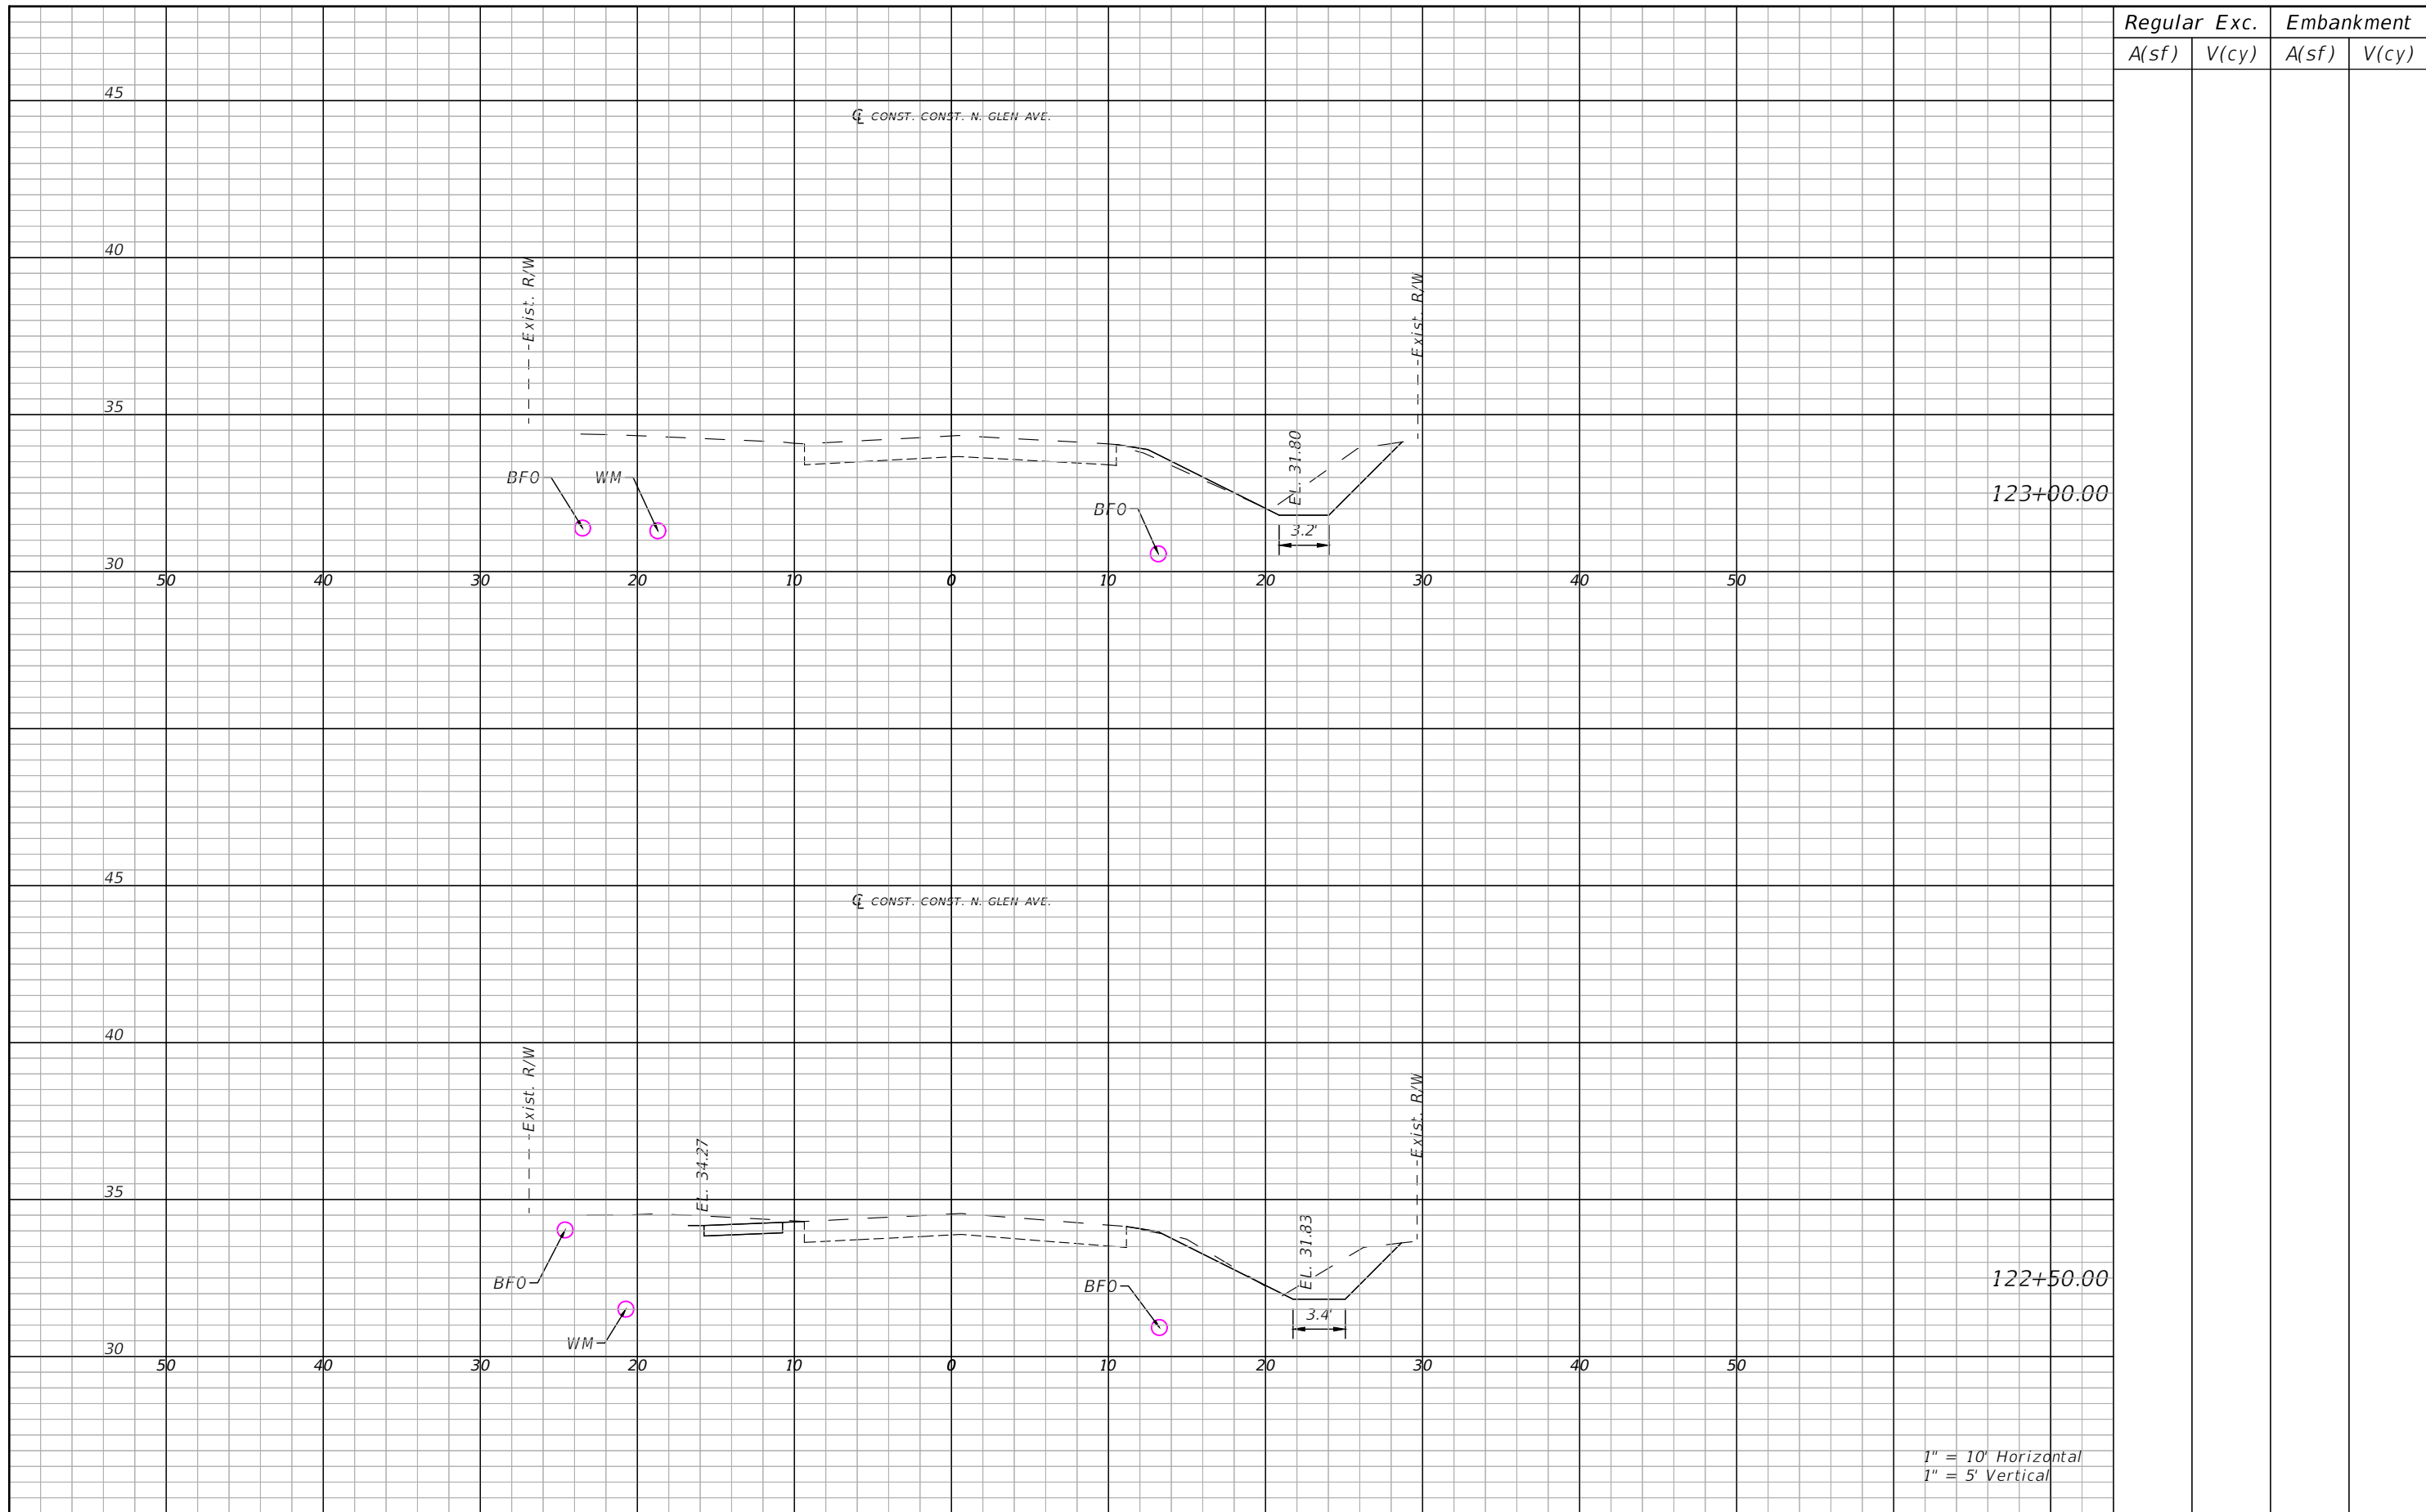 Regular Exc. Embankment
A(sf) V(cy) A(sf) V(cy)
45
℄ CONST. CONST. N. GLEN AVE.
40
Exist. R/W
Exist. R/W
35
EL. 31.80
BFO
WM
BFO
123+00.00
3.2'
30
50 40 30 20 10 0 10 20 30 40 50
45
℄ CONST. CONST. N. GLEN AVE.
40
Exist. R/W
Exist. R/W
EL. 34.27
35
EL. 31.83
BFO
BFO
122+50.00
3.4'
WM
30
50 40 30 20 10 0 10 20 30 40 50
1" = 10' Horizontal
1" = 5' Vertical